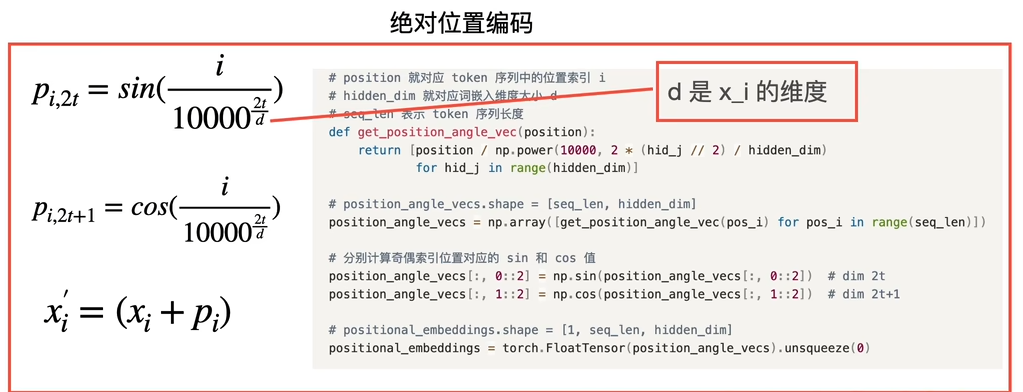 绝对位置编码
p_{i,2t} = sin(\frac{i}{10000^{\frac{2t}{d}}})
p_{i,2t+1} = cos(\frac{i}{10000^{\frac{2t}{d}}})
x_i^{'} = (x_i + p_i)
# position 就对应 token 序列中的位置索引 i
# hidden_dim 就对应词嵌入维度大小 d
# seq_len 表示 token 序列长度
def get_position_angle_vec(position):
    return [position / np.power(10000, 2 * (hid_j // 2) / hidden_dim)
            for hid_j in range(hidden_dim)]
# position_angle_vecs.shape = [seq_len, hidden_dim]
position_angle_vecs = np.array([get_position_angle_vec(pos_i) for pos_i in range(seq_len)])
# 分别计算奇偶索引位置对应的 sin 和 cos 值
position_angle_vecs[:, 0::2] = np.sin(position_angle_vecs[:, 0::2])  # dim 2t
position_angle_vecs[:, 1::2] = np.cos(position_angle_vecs[:, 1::2])  # dim 2t+1
# positional_embeddings.shape = [1, seq_len, hidden_dim]
positional_embeddings = torch.FloatTensor(position_angle_vecs).unsqueeze(0)
d 是 x_i 的维度